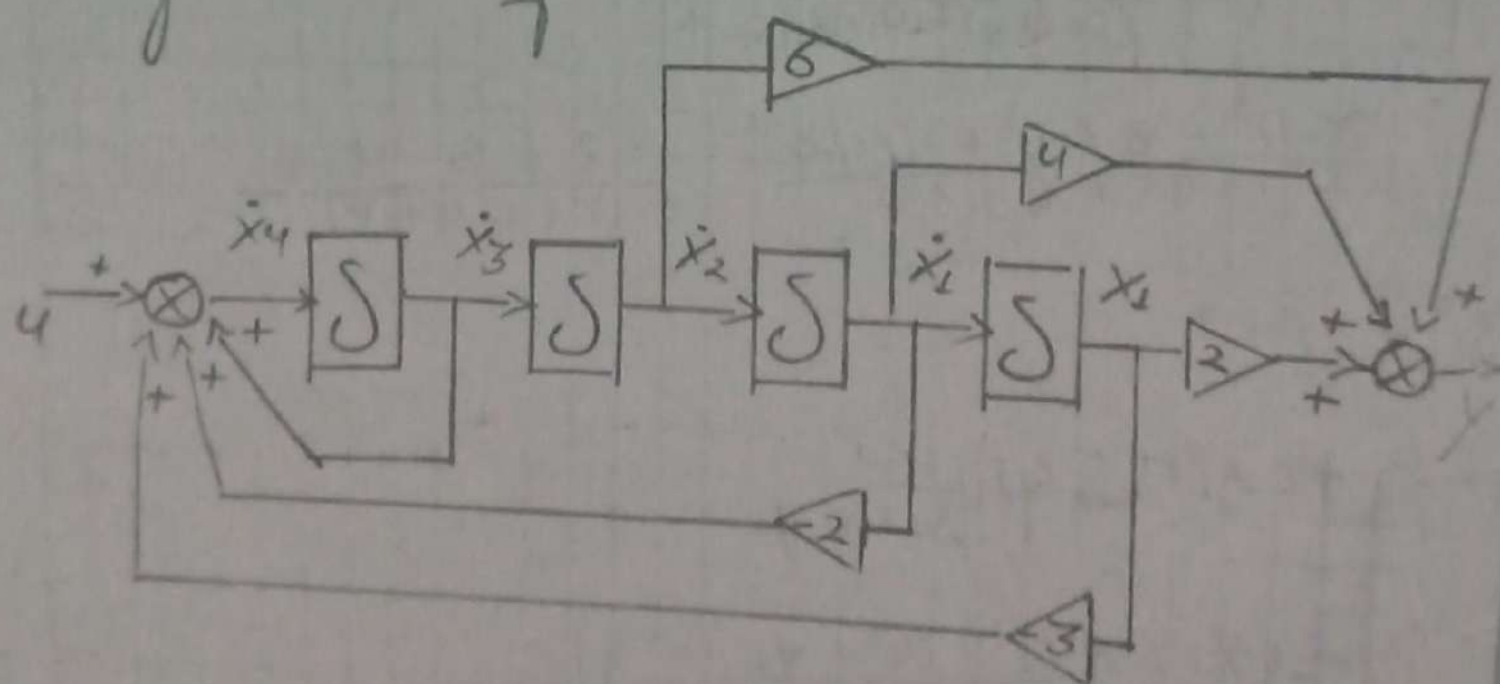 6
4
ẋ4 ∫ ẋ3 ∫ ẋ2 ∫ ẋ1 ∫ x1
+ + +
u + 2 + y
+ +
-2
-3